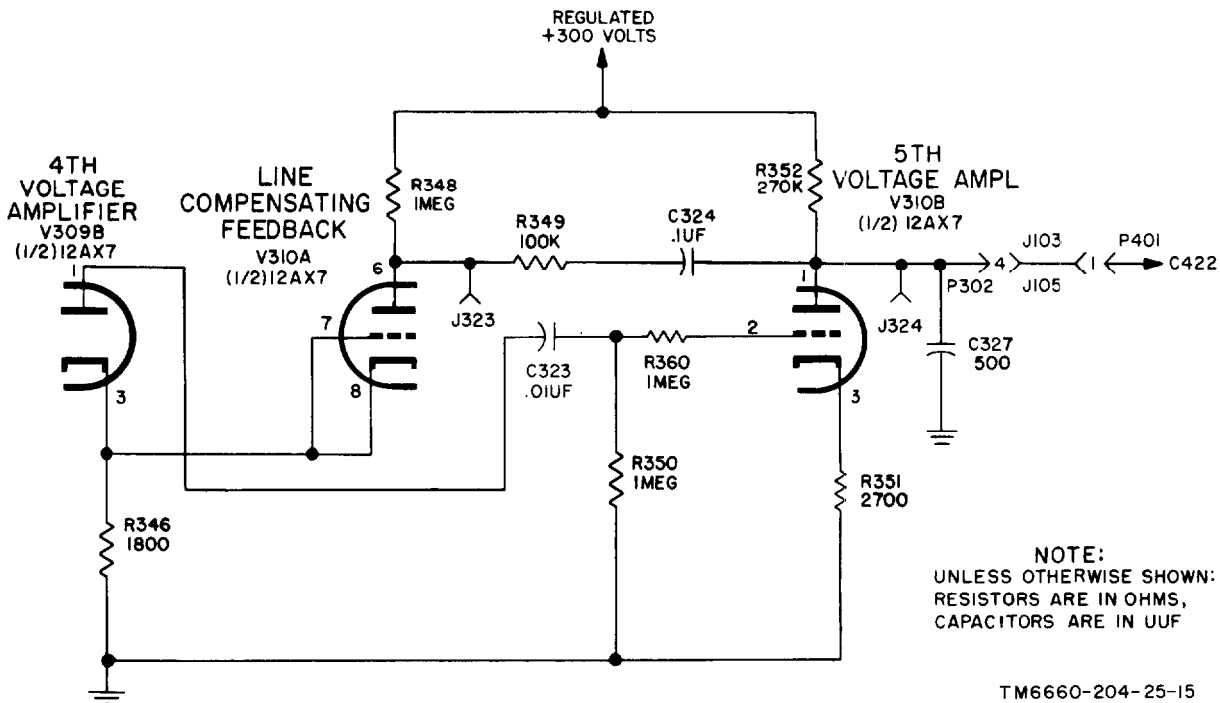 REGULATED
+300 VOLTS
4TH
VOLTAGE
AMPLIFIER
V309B
(1/2)12AX7
1
3
R346
1800
LINE
COMPENSATING
FEEDBACK
V310A
(1/2)12AX7
6
7
8
R348
1MEG
J323
R349
100K
C324
.1UF
C323
.01UF
R360
1MEG
R350
1MEG
R352
270K
5TH
VOLTAGE AMPL
V310B
(1/2) 12AX7
1
2
3
R351
2700
J324
P302
4
J103
J105
1
P401
C422
C327
500
NOTE:
UNLESS OTHERWISE SHOWN:
RESISTORS ARE IN OHMS,
CAPACITORS ARE IN UUF
TM6660-204-25-15